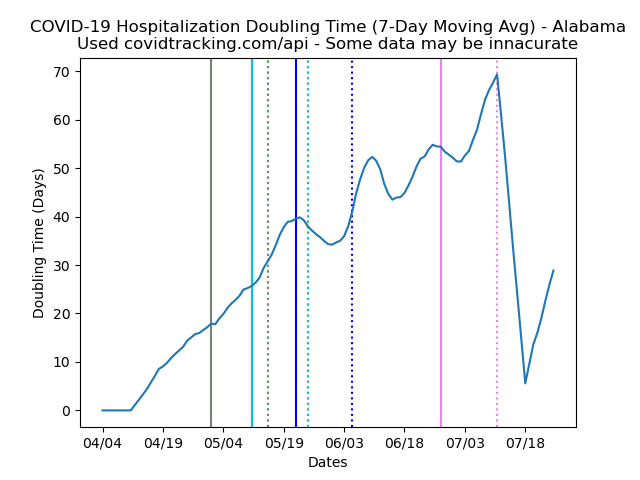 COVID-19 Hospitalization Doubling Time (7-Day Moving Avg) - Alabama
Used covidtracking.com/api - Some data may be innacurate
70
60
50
40
30
20
10
0
Doubling Time (Days)
04/04 04/19 05/04 05/19 06/03 06/18 07/03 07/18
Dates